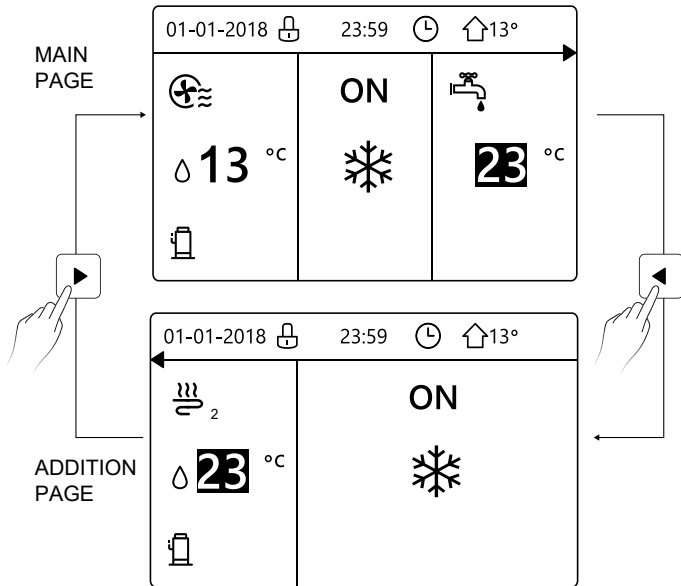 MAIN
PAGE
01-01-2018 23:59 13°
ON
13 °C
23 °C
01-01-2018 23:59 13°
2
ON
23 °C
ADDITION
PAGE